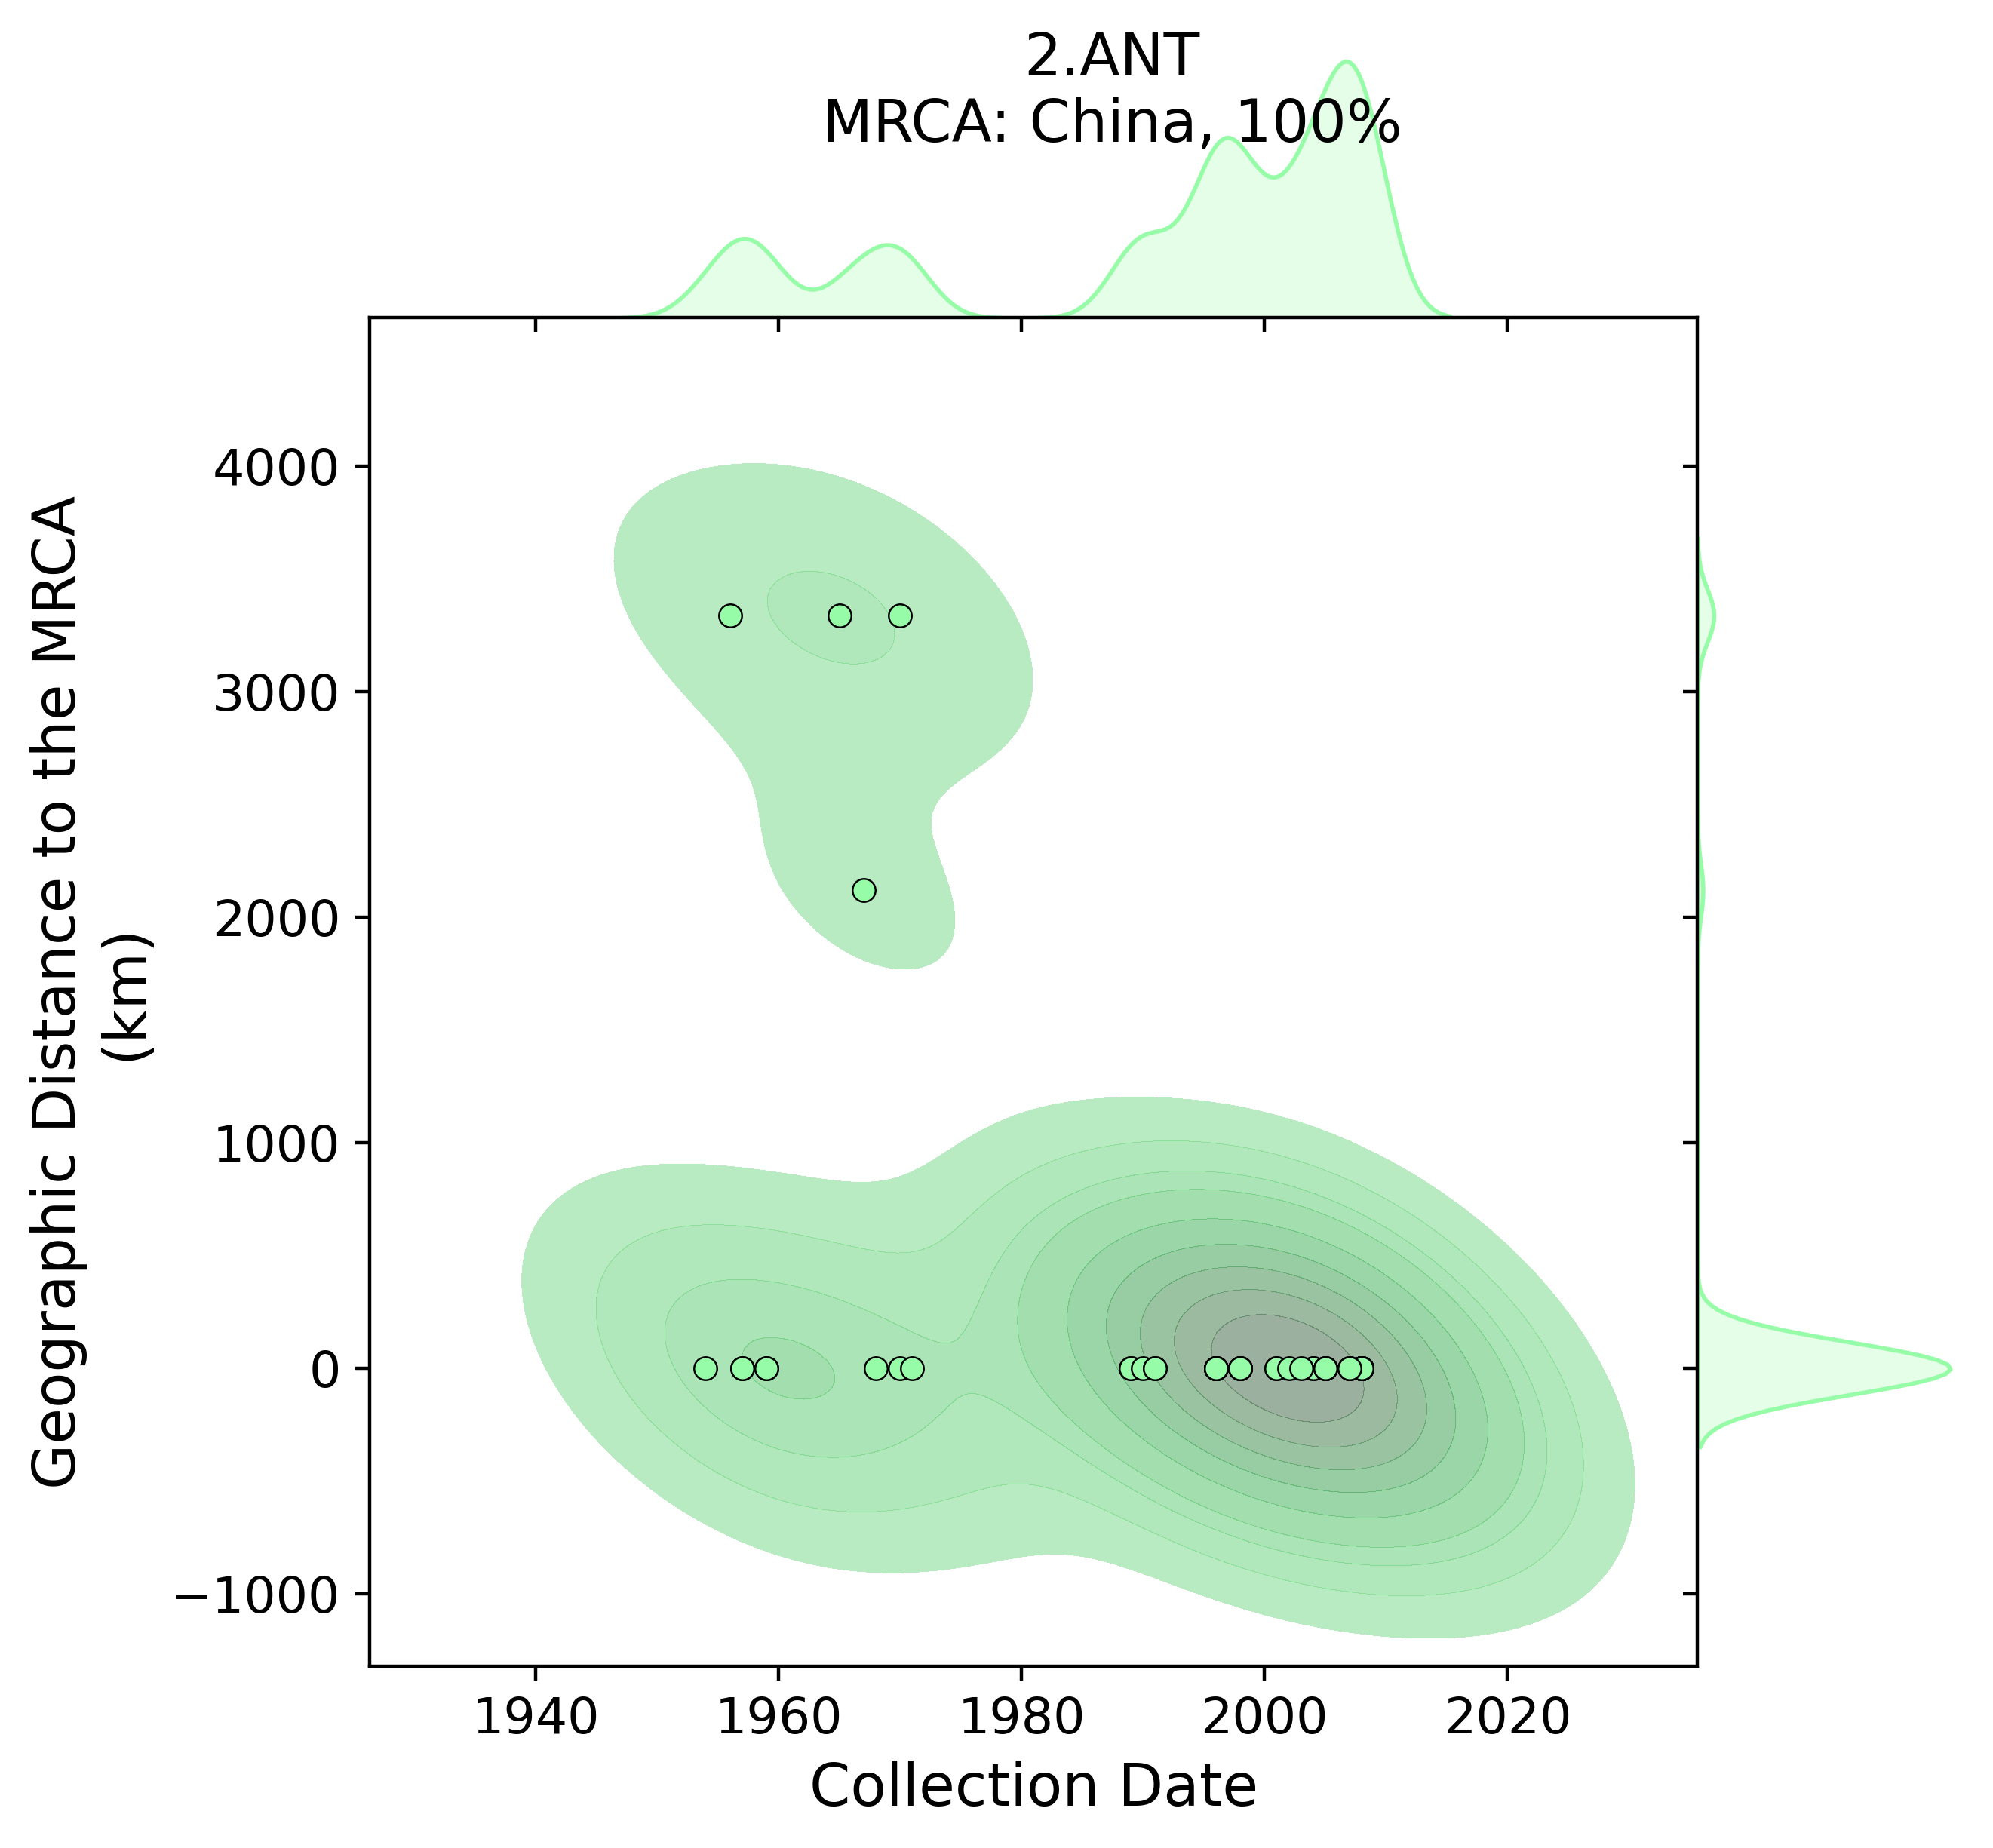 2.ANT
MRCA: China, 100%
Geographic Distance to the MRCA
(km)
4000
3000
2000
1000
0
−1000
1940 1960 1980 2000 2020
Collection Date